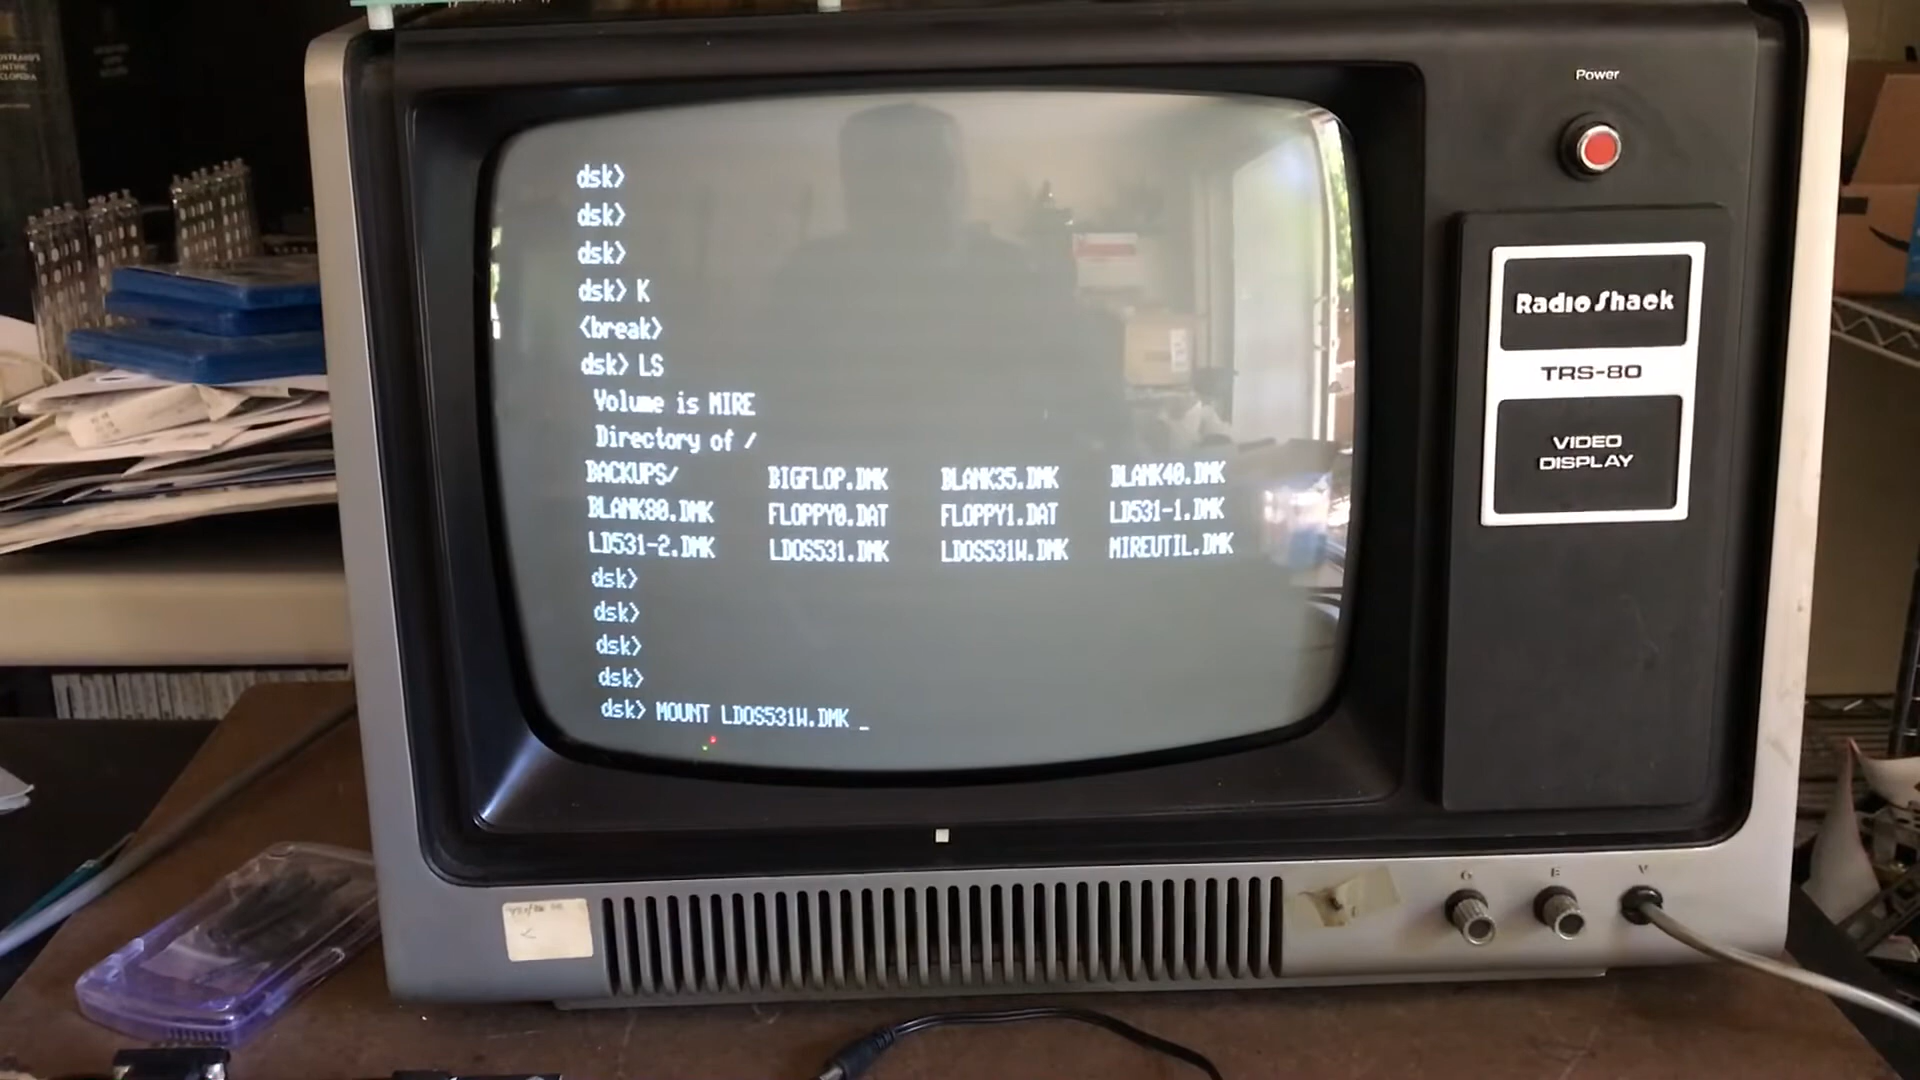 dsk>
dsk>
dsk>
dsk> K
<break>
dsk> LS
Volume is MIRE
Directory of /
BACKUPS/ BIGFLOP.DMK BLANK35.DMK BLANK40.DMK
BLANK80.DMK FLOPPY0.DAT FLOPPY1.DAT LD531-1.DMK
LD531-2.DMK LDOS531.DMK LDOS531W.DMK MIREUTIL.DMK
dsk>
dsk>
dsk>
dsk>
dsk> MOUNT LDOS531W.DMK _
Power
Radio Shack
TRS-80
VIDEO
DISPLAY